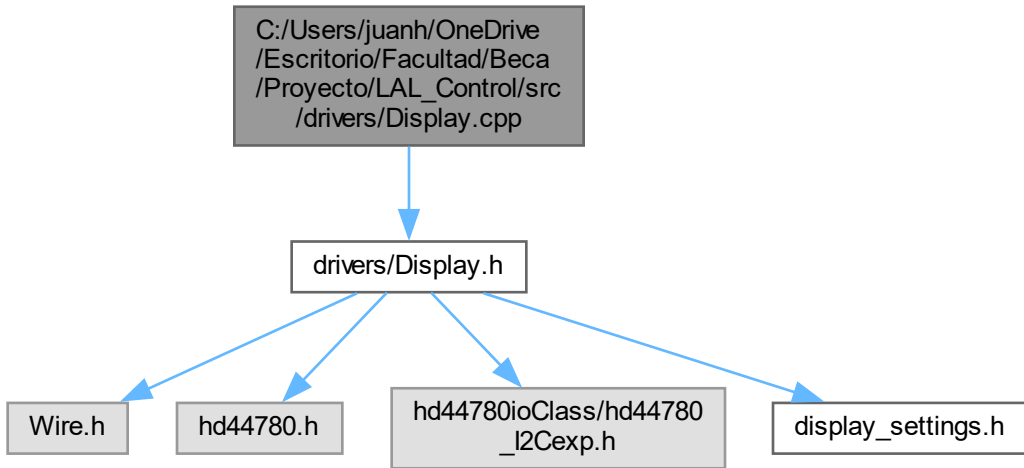 C:/Users/juanh/OneDrive
/Escritorio/Facultad/Beca
/Proyecto/LAL_Control/src
/drivers/Display.cpp
drivers/Display.h
Wire.h
hd44780.h
hd44780ioClass/hd44780
_I2Cexp.h
display_settings.h